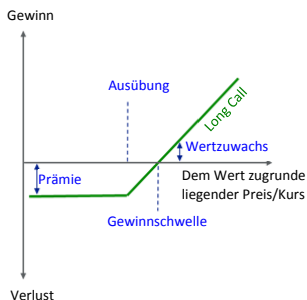 Gewinn
Ausübung
Long Call
Wertzuwachs
Prämie
Dem Wert zugrunde
liegender Preis/Kurs
Gewinnschwelle
Verlust